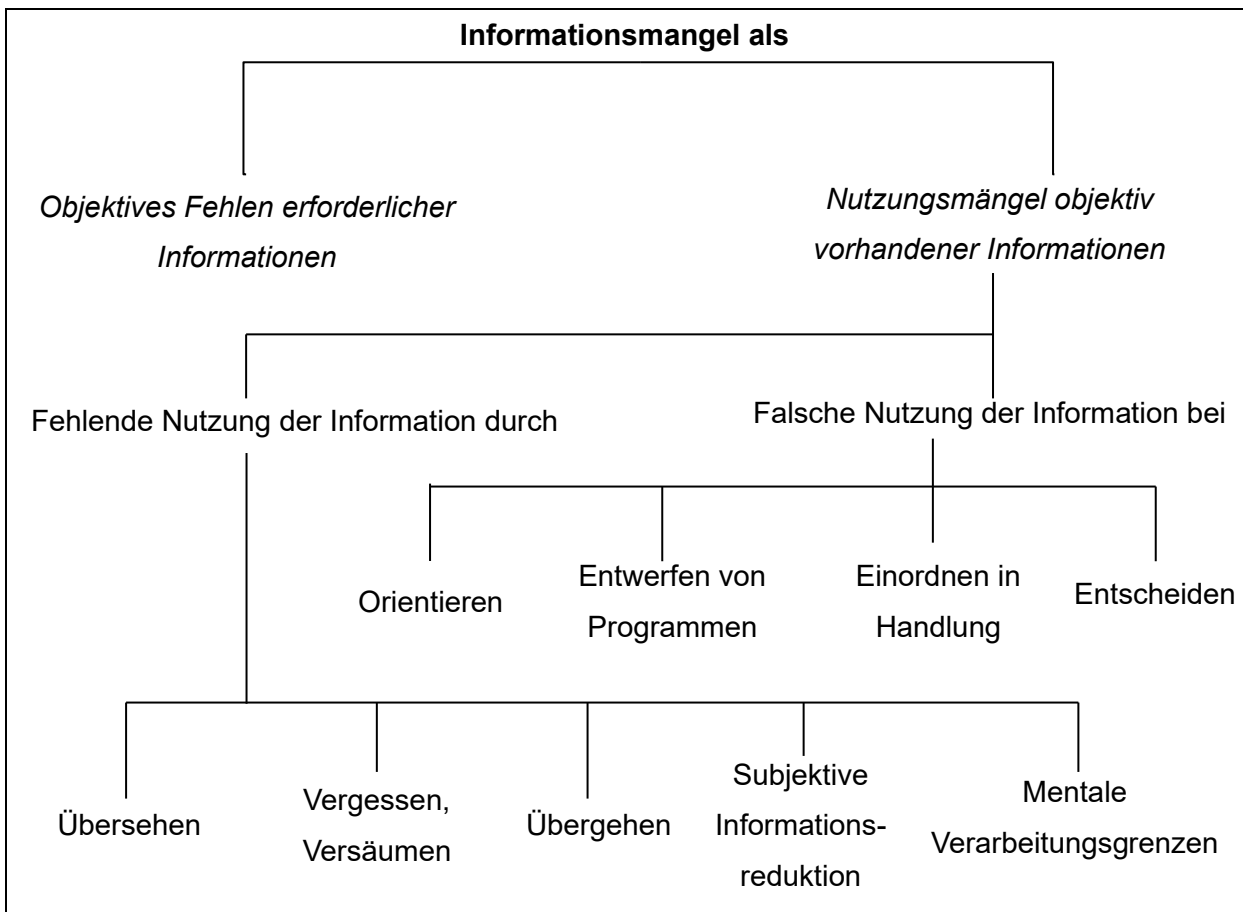 Informationsmangel als
Objektives Fehlen erforderlicher
Informationen
Nutzungsmängel objektiv
vorhandener Informationen
Fehlende Nutzung der Information durch
Falsche Nutzung der Information bei
Orientieren
Entwerfen von
Programmen
Einordnen in
Handlung
Entscheiden
Übersehen
Vergessen,
Versäumen
Übergehen
Subjektive
Informations-
reduktion
Mentale
Verarbeitungsgrenzen